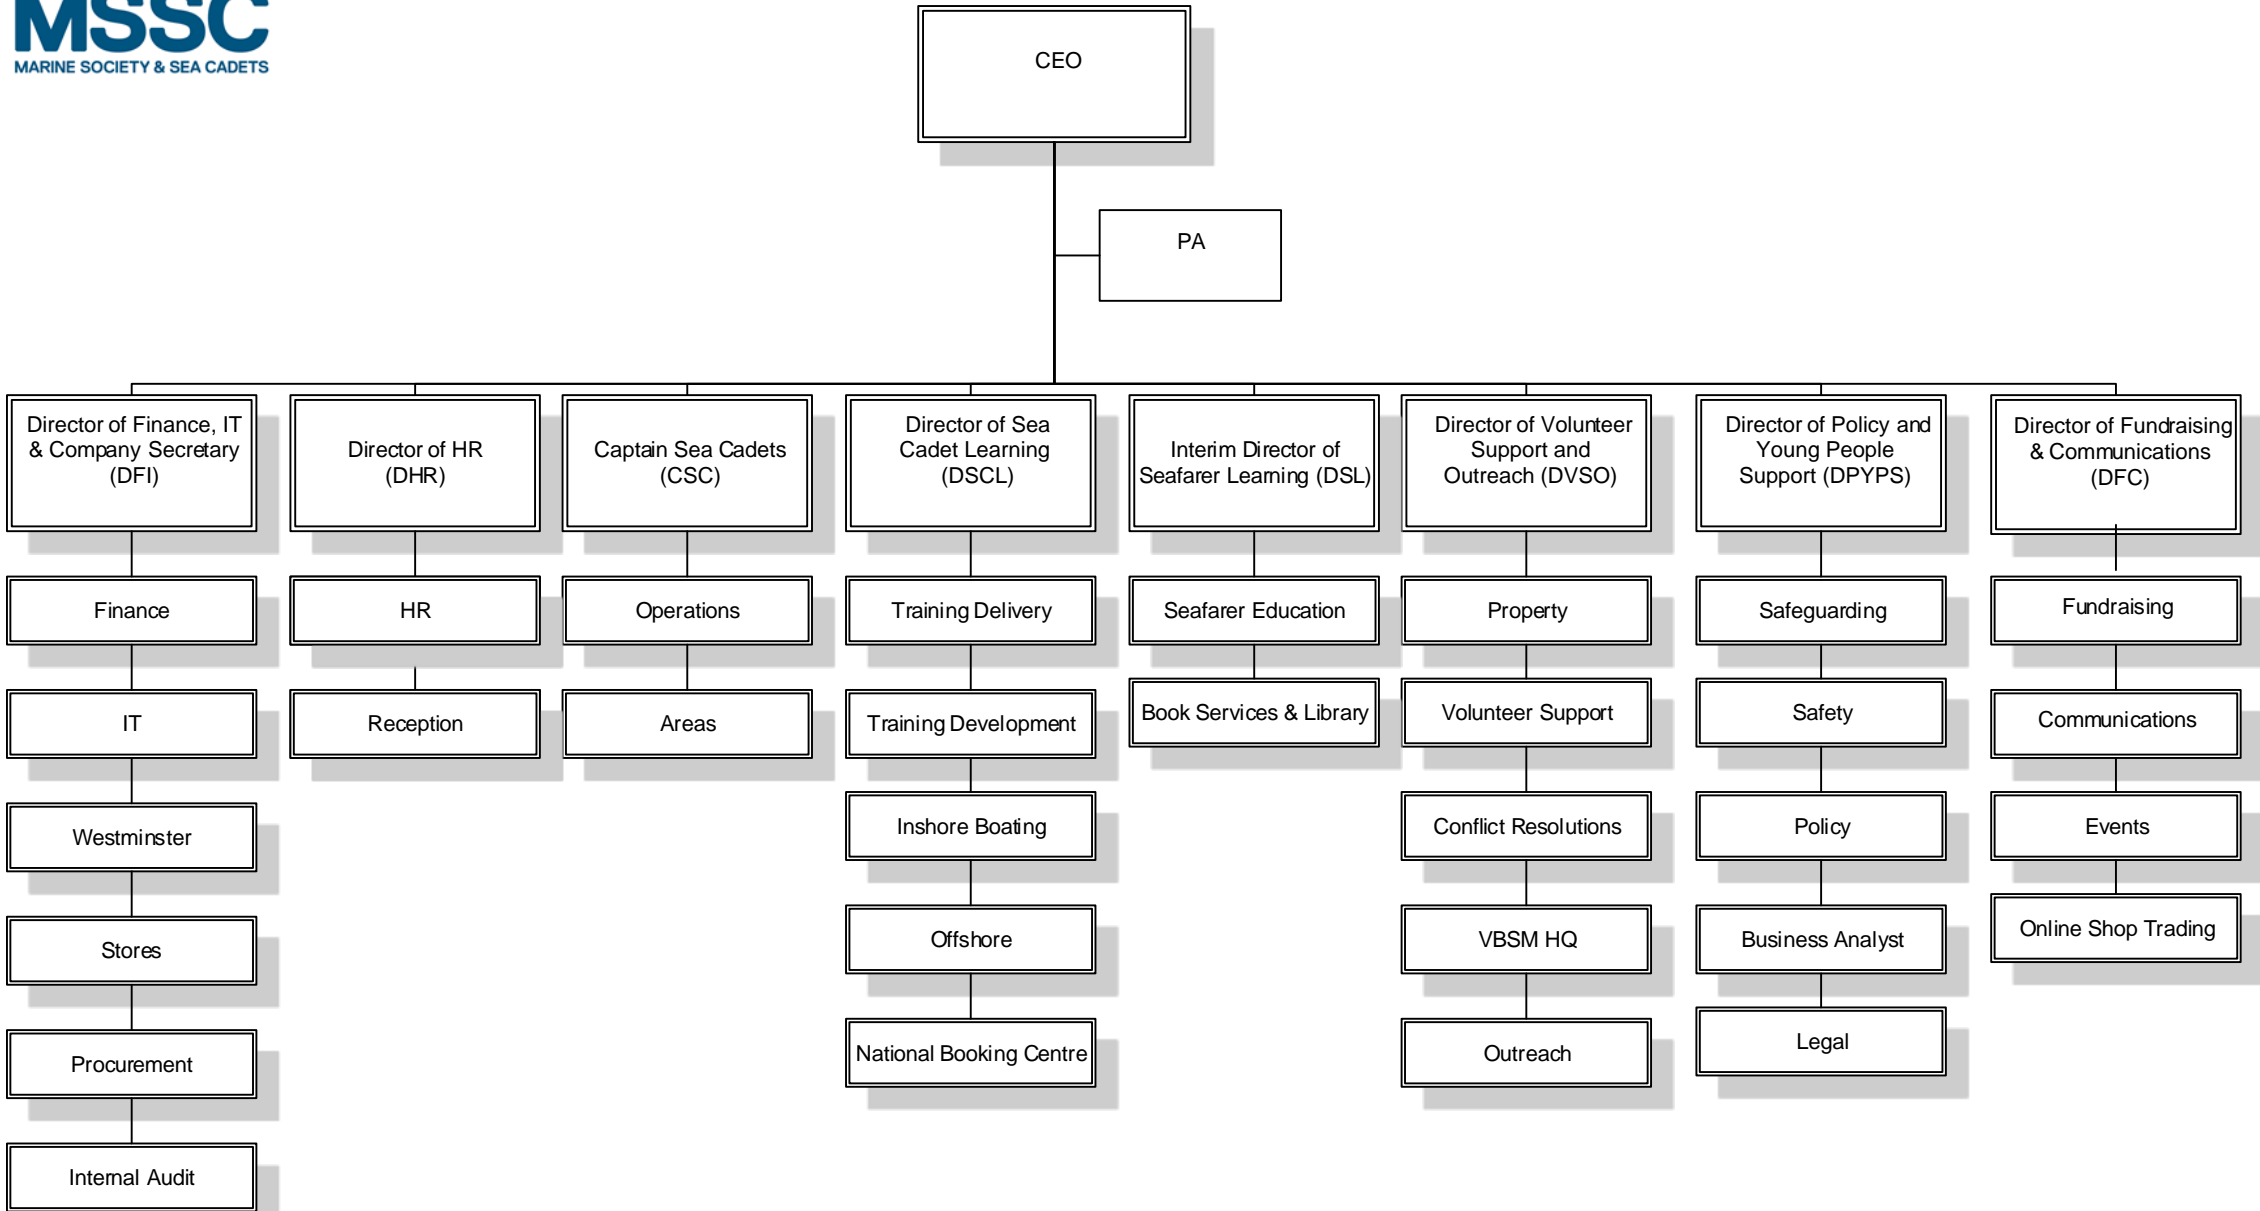 MSSC
MARINE SOCIETY & SEA CADETS
CEO
PA
Director of Finance, IT
& Company Secretary
(DFI)
Director of HR
(DHR)
Captain Sea Cadets
(CSC)
Director of Sea
Cadet Learning
(DSCL)
Interim Director of
Seafarer Learning (DSL)
Director of Volunteer
Support and
Outreach (DVSO)
Director of Policy and
Young People
Support (DPYPS)
Director of Fundraising
& Communications
(DFC)
Finance
IT
Westminster
Stores
Procurement
Internal Audit
HR
Reception
Operations
Areas
Training Delivery
Training Development
Inshore Boating
Offshore
National Booking Centre
Seafarer Education
Book Services & Library
Property
Volunteer Support
Conflict Resolutions
VBSM HQ
Outreach
Safeguarding
Safety
Policy
Business Analyst
Legal
Fundraising
Communications
Events
Online Shop Trading